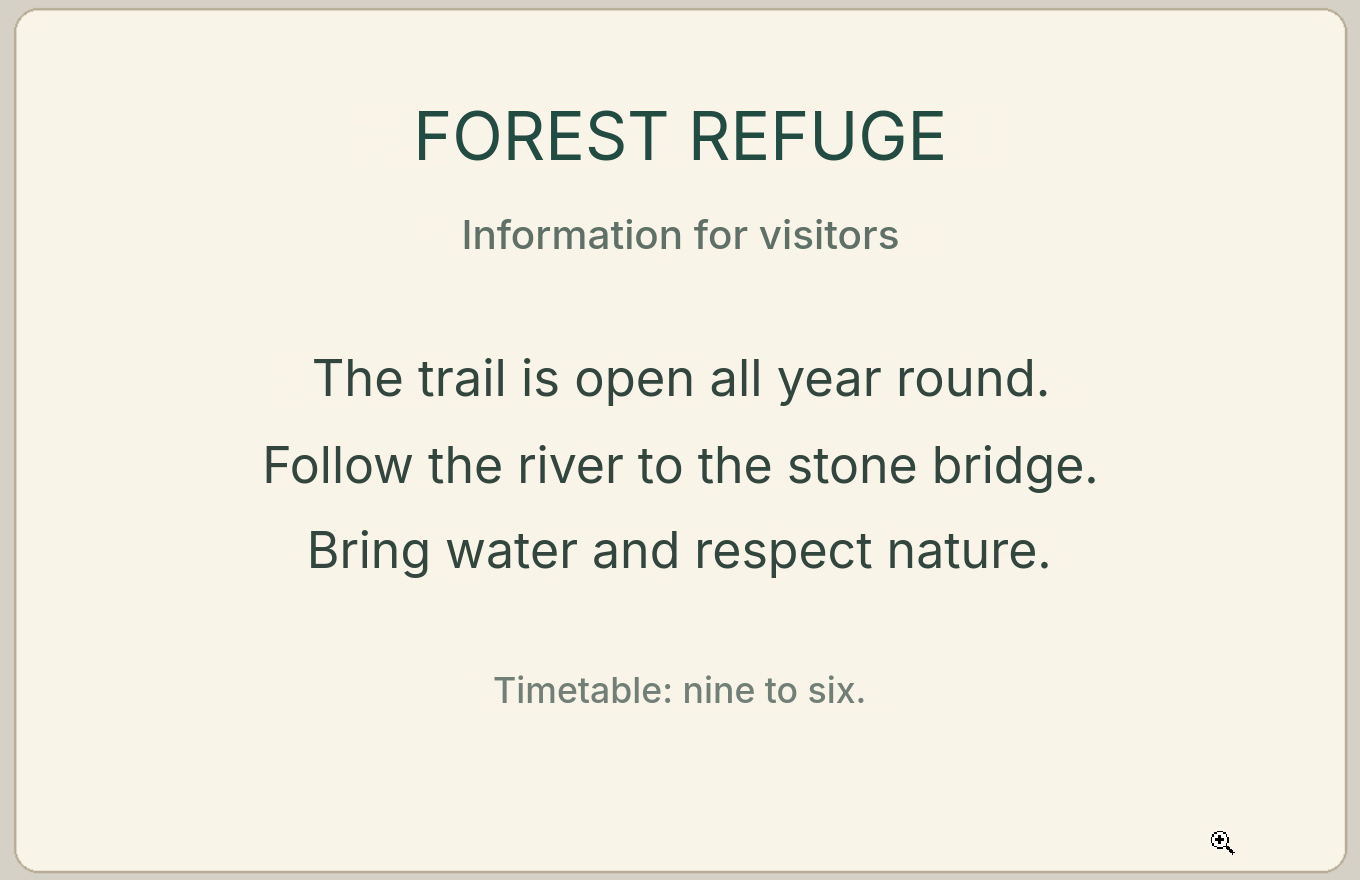 FOREST REFUGE
Information for visitors
The trail is open all year round.
Follow the river to the stone bridge.
Bring water and respect nature.
Timetable: nine to six.